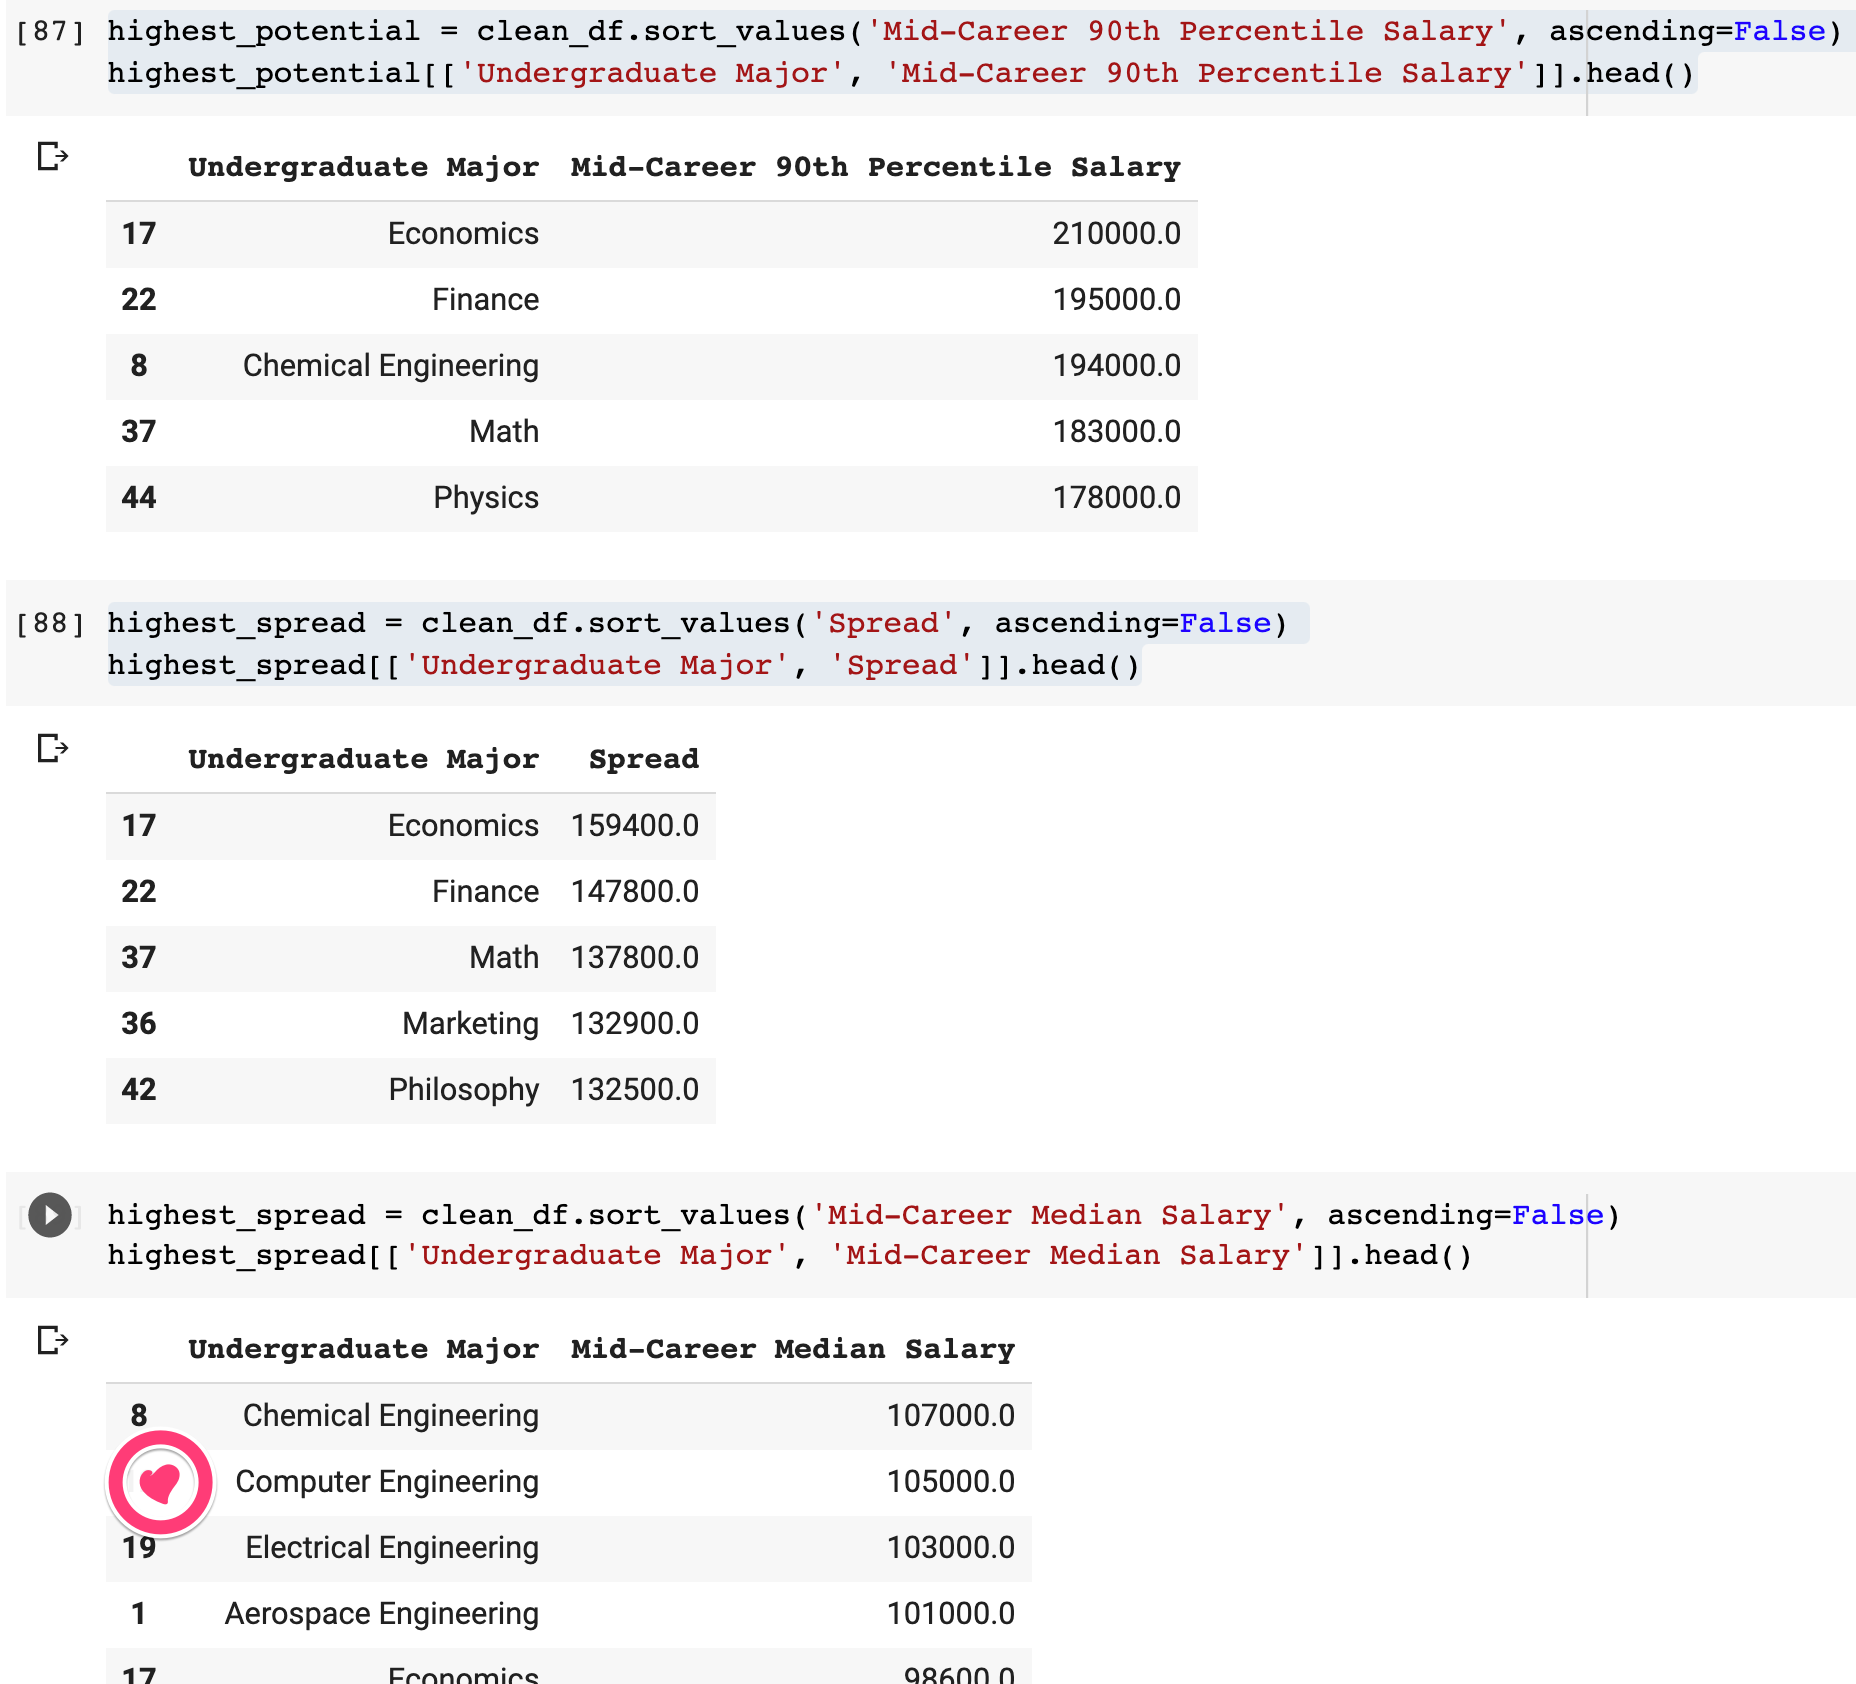 [87] highest_potential = clean_df.sort_values('Mid-Career 90th Percentile Salary', ascending=False)
highest_potential[['Undergraduate Major', 'Mid-Career 90th Percentile Salary']].head()
Undergraduate Major Mid-Career 90th Percentile Salary
17 Economics 210000.0
22 Finance 195000.0
8 Chemical Engineering 194000.0
37 Math 183000.0
44 Physics 178000.0
[88] highest_spread = clean_df.sort_values('Spread', ascending=False)
highest_spread[['Undergraduate Major', 'Spread']].head()
Undergraduate Major Spread
17 Economics 159400.0
22 Finance 147800.0
37 Math 137800.0
36 Marketing 132900.0
42 Philosophy 132500.0
[ ] highest_spread = clean_df.sort_values('Mid-Career Median Salary', ascending=False)
highest_spread[['Undergraduate Major', 'Mid-Career Median Salary']].head()
Undergraduate Major Mid-Career Median Salary
8 Chemical Engineering 107000.0
Computer Engineering 105000.0
19 Electrical Engineering 103000.0
1 Aerospace Engineering 101000.0
17 Economics 98600.0